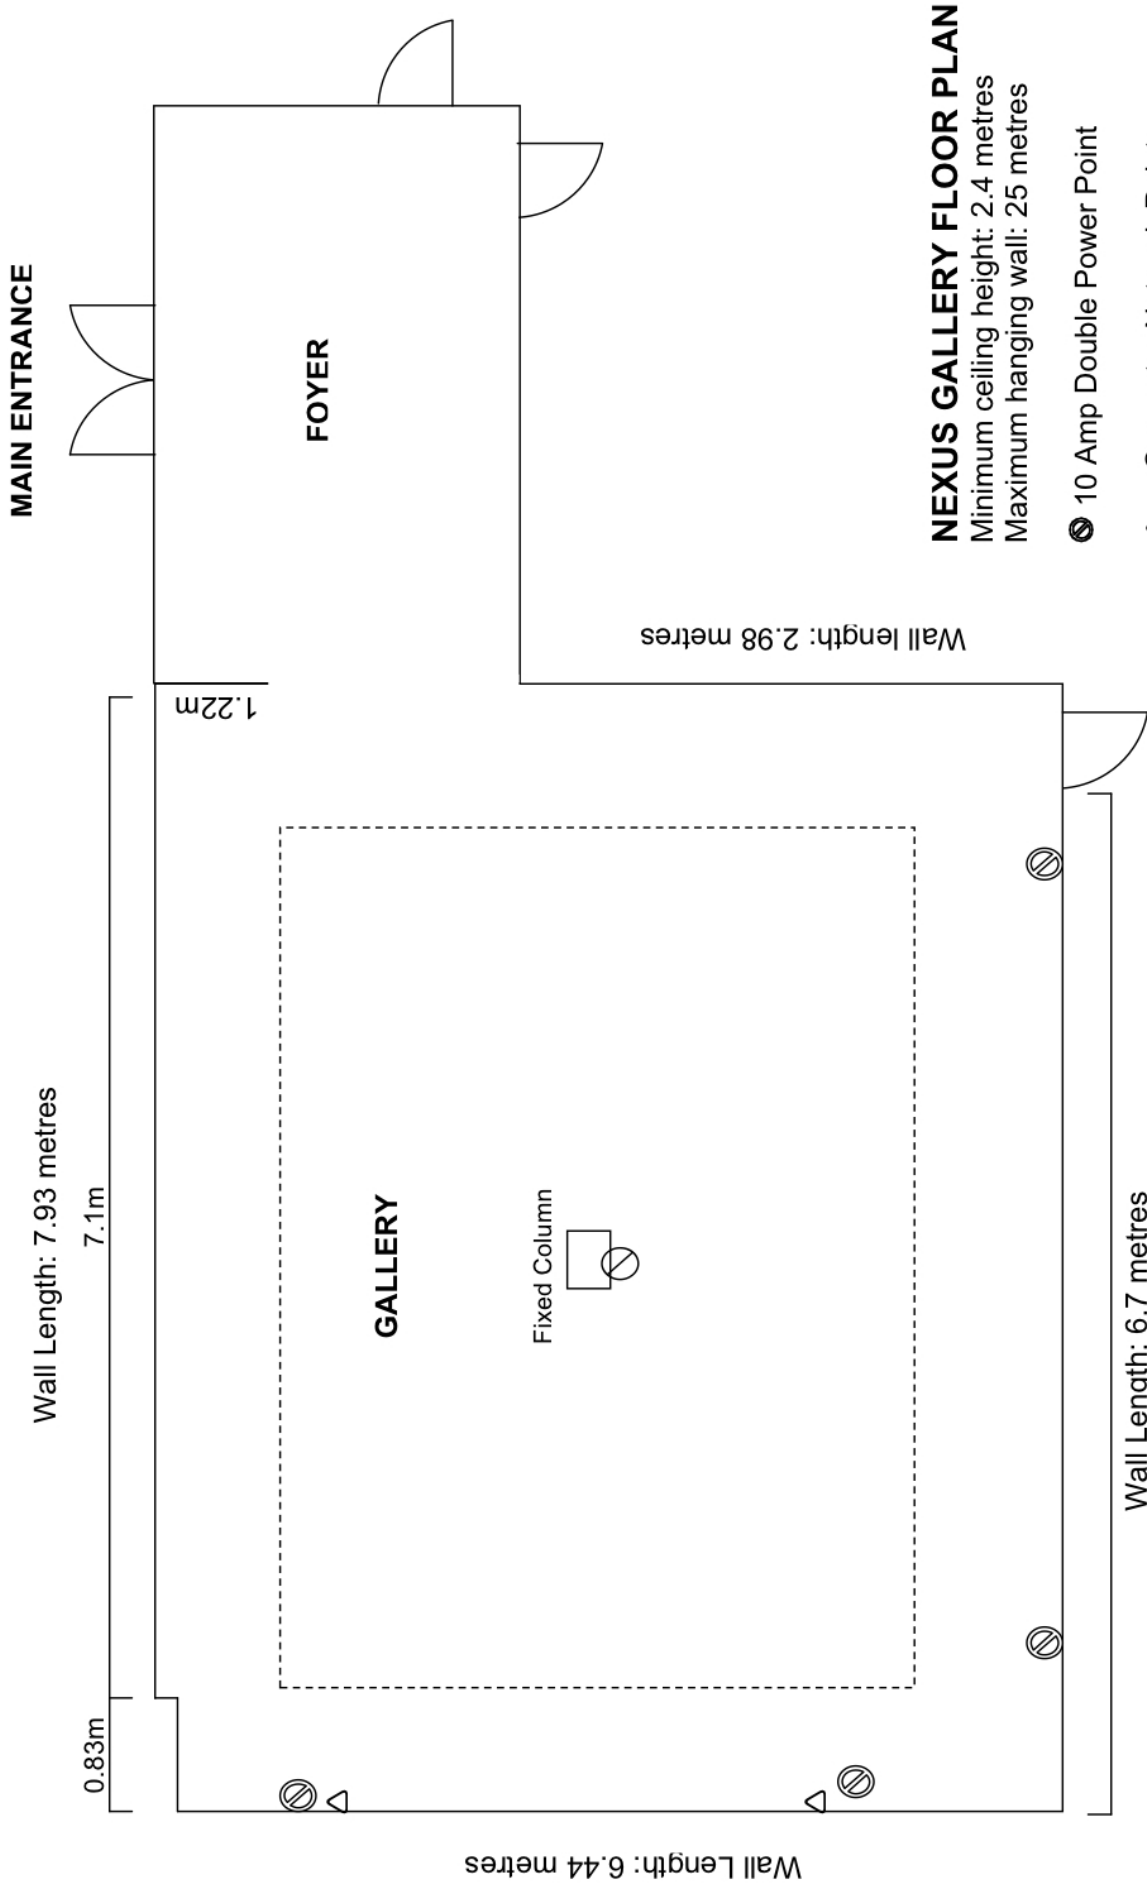 MAIN ENTRANCE
FOYER
1.22m
Wall length: 2.98 metres
Wall Length: 7.93 metres
7.1m
0.83m
GALLERY
Fixed Column
Wall Length: 6.44 metres
Wall Length: 6.7 metres
NEXUS GALLERY FLOOR PLAN
Minimum ceiling height: 2.4 metres
Maximum hanging wall: 25 metres
10 Amp Double Power Point